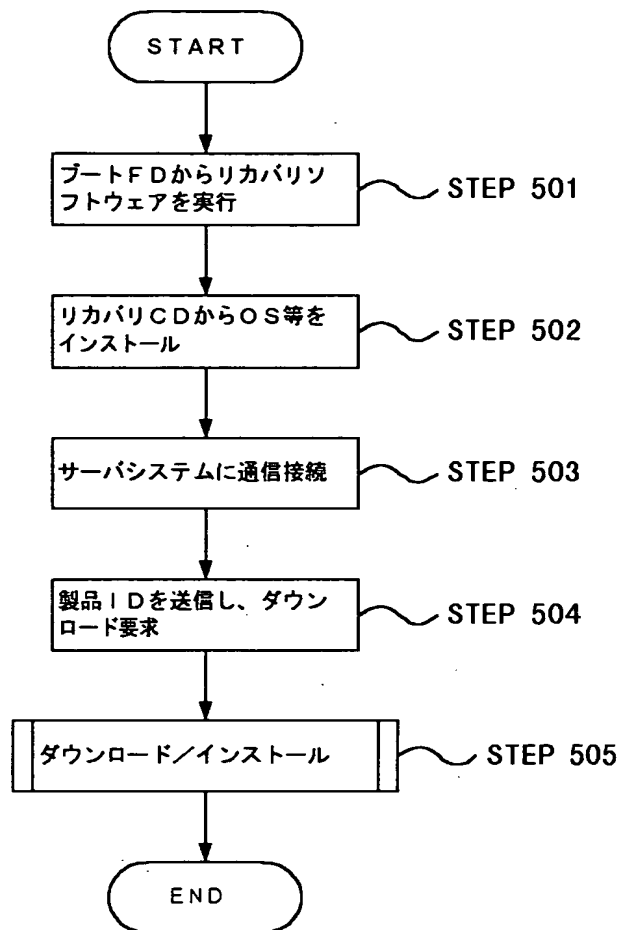 START
ブートFDからリカバリソ
フトウェアを実行
STEP 501
リカバリCDからOS等を
インストール
STEP 502
サーバシステムに通信接続
STEP 503
製品IDを送信し、ダウン
ロード要求
STEP 504
ダウンロード/インストール
STEP 505
END